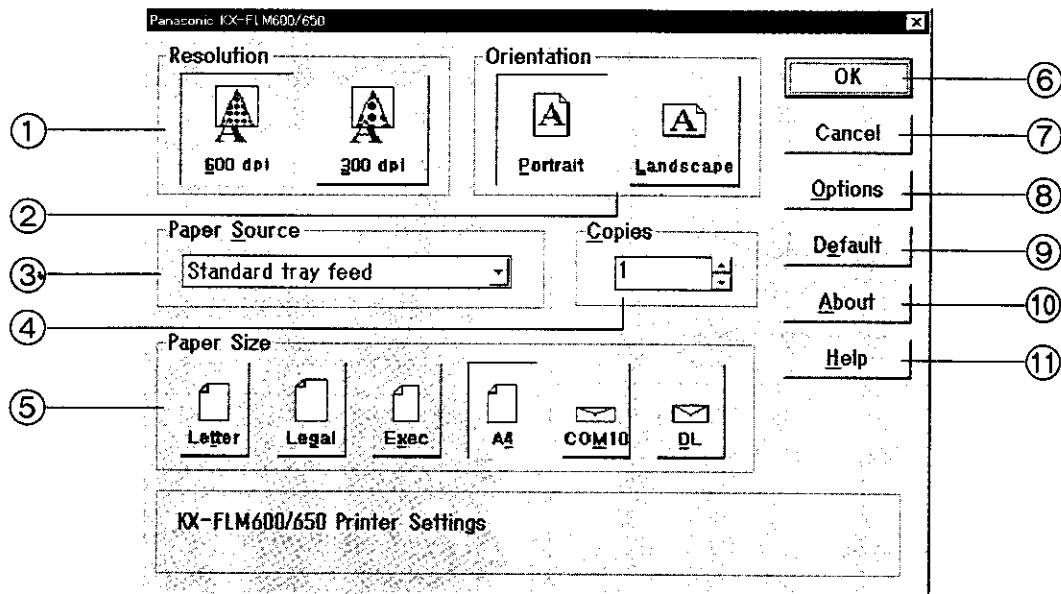 Panasonic KX-FLM600/650
Resolution
Orientation
600 dpi
300 dpi
Portrait
Landscape
Paper Source
Copies
Standard tray feed
1
Paper Size
Letter
Legal
Exec
A4
COM10
DL
KX-FLM600/650 Printer Settings
OK
Cancel
Options
Default
About
Help
①
②
③
④
⑤
⑥
⑦
⑧
⑨
⑩
⑪